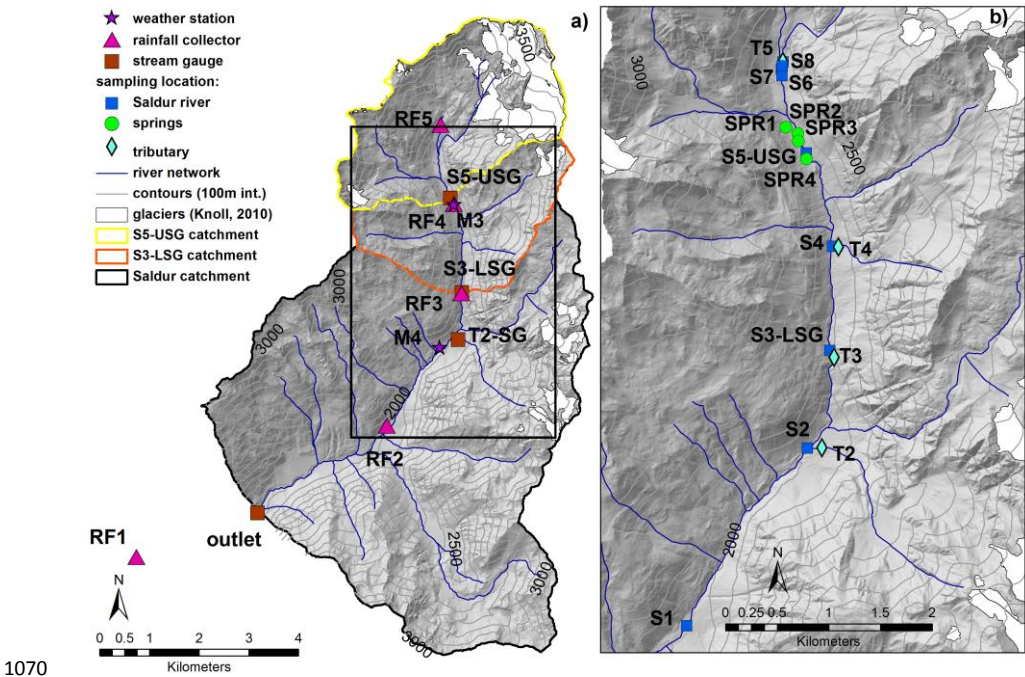 weather station
rainfall collector
stream gauge
sampling location:
Saldur river
springs
tributary
river network
contours (100m int.)
glaciers (Knoll, 2010)
S5-USG catchment
S3-LSG catchment
Saldur catchment
a)
3500
RF5
S5-USG
RF4 M3
S3-LSG
3000
RF3
T2-SG
M4
3000
2000
RF2
outlet
2500
3000
3000
RF1
N
0 0.5 1 2 3 4
Kilometers
b)
3000
T5
S8
S7
S6
SPR2
SPR1
SPR3
S5-USG
2500
SPR4
S4
T4
S3-LSG
T3
S2
T2
2000
N
S1
0 0.25 0.5 1 1.5 2
Kilometers
1070